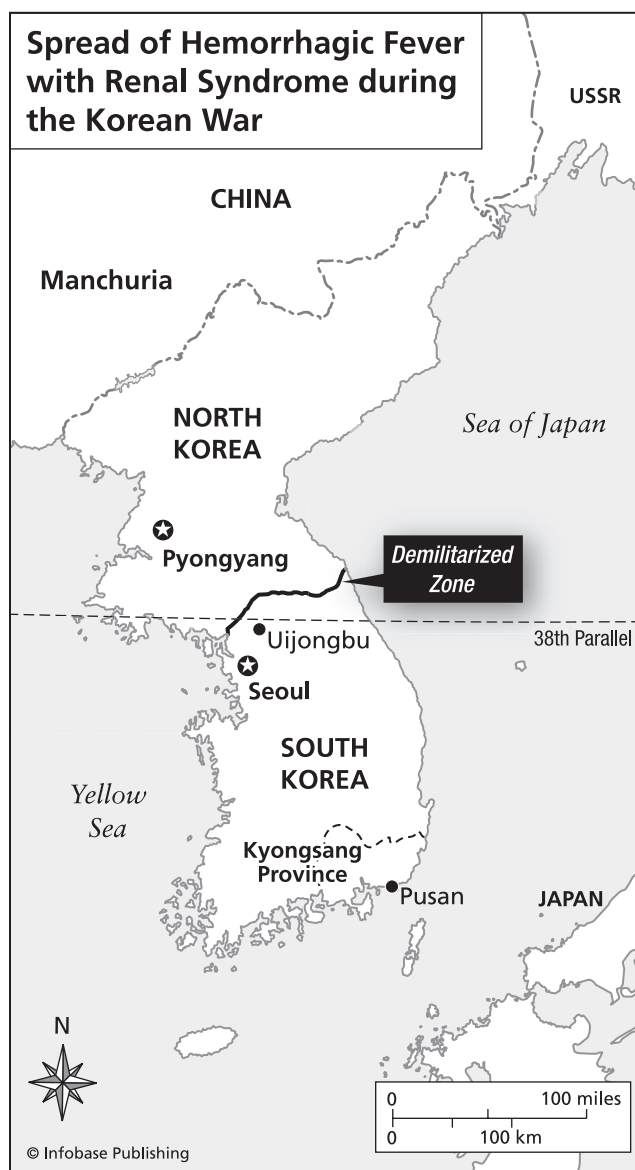 Spread of Hemorrhagic Fever
with Renal Syndrome during
the Korean War
USSR
CHINA
Manchuria
NORTH
KOREA
Sea of Japan
Pyongyang
Demilitarized
Zone
38th Parallel
Uijongbu
Seoul
SOUTH
KOREA
Yellow
Sea
Kyongsang
Province
Pusan
JAPAN
N
0 100 miles
0 100 km
© Infobase Publishing